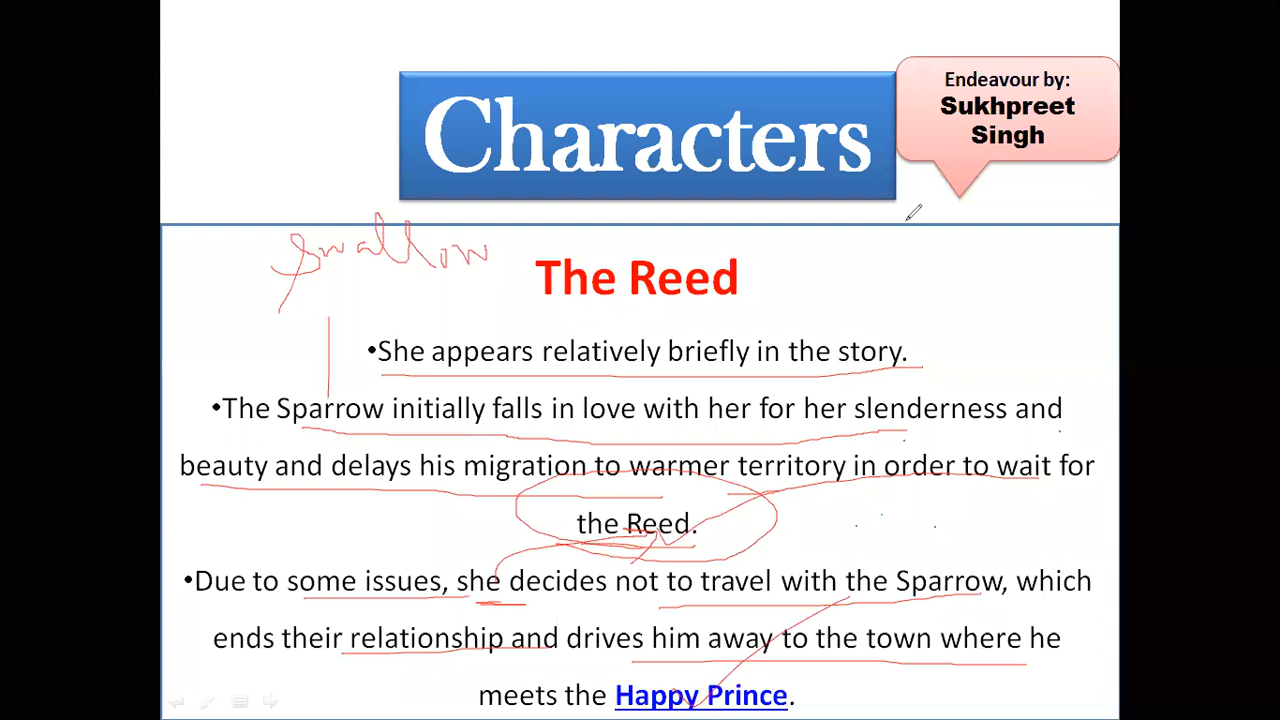 Characters
Endeavour by:
Sukhpreet
Singh
swallow
The Reed
•She appears relatively briefly in the story.
•The Sparrow initially falls in love with her for her slenderness and
beauty and delays his migration to warmer territory in order to wait for
the Reed.
•Due to some issues, she decides not to travel with the Sparrow, which
ends their relationship and drives him away to the town where he
meets the Happy Prince.